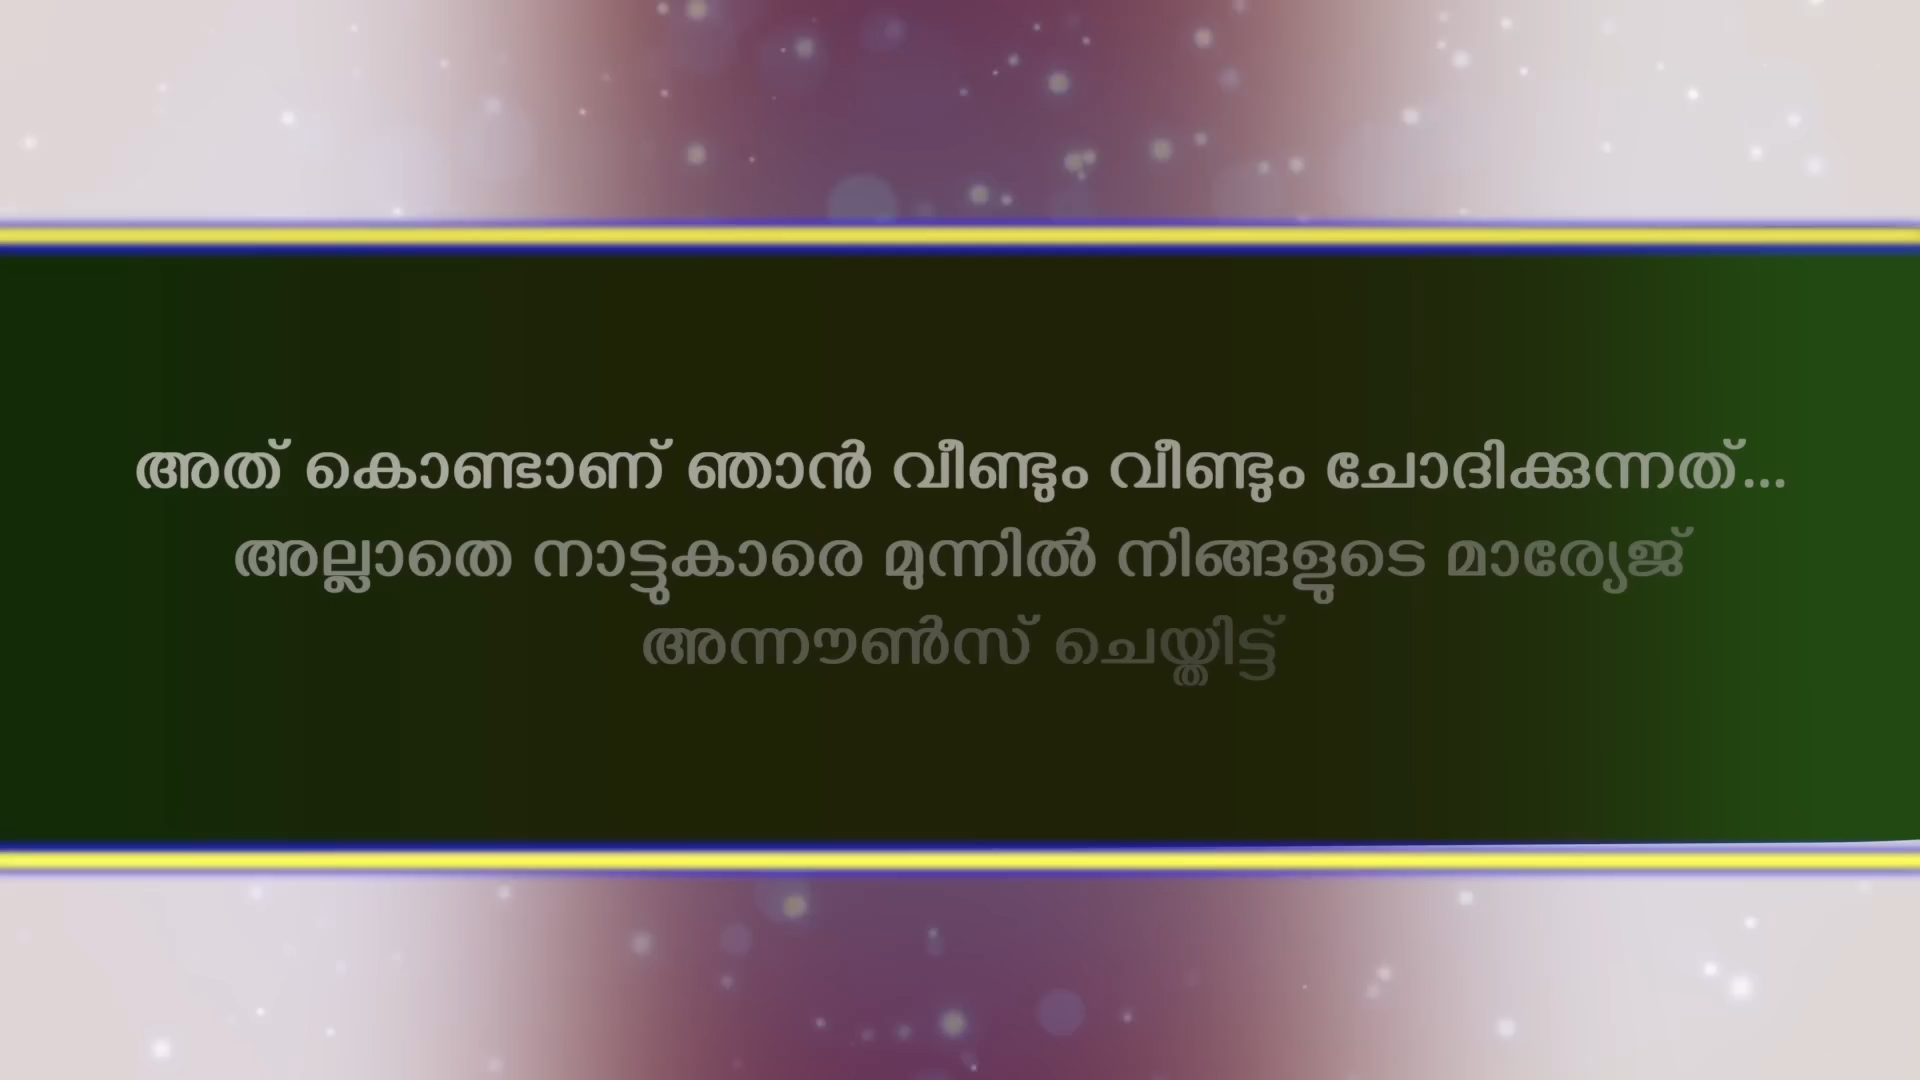 അത് കൊണ്ടാണ് ഞാൻ വീണ്ടും വീണ്ടും ചോദിക്കുന്നത്...
അല്ലാതെ നാട്ടുകാരെ മുന്നിൽ നിങ്ങളുടെ മാര്യേജ്
അന്നൗൺസ് ചെയ്തിട്ട്